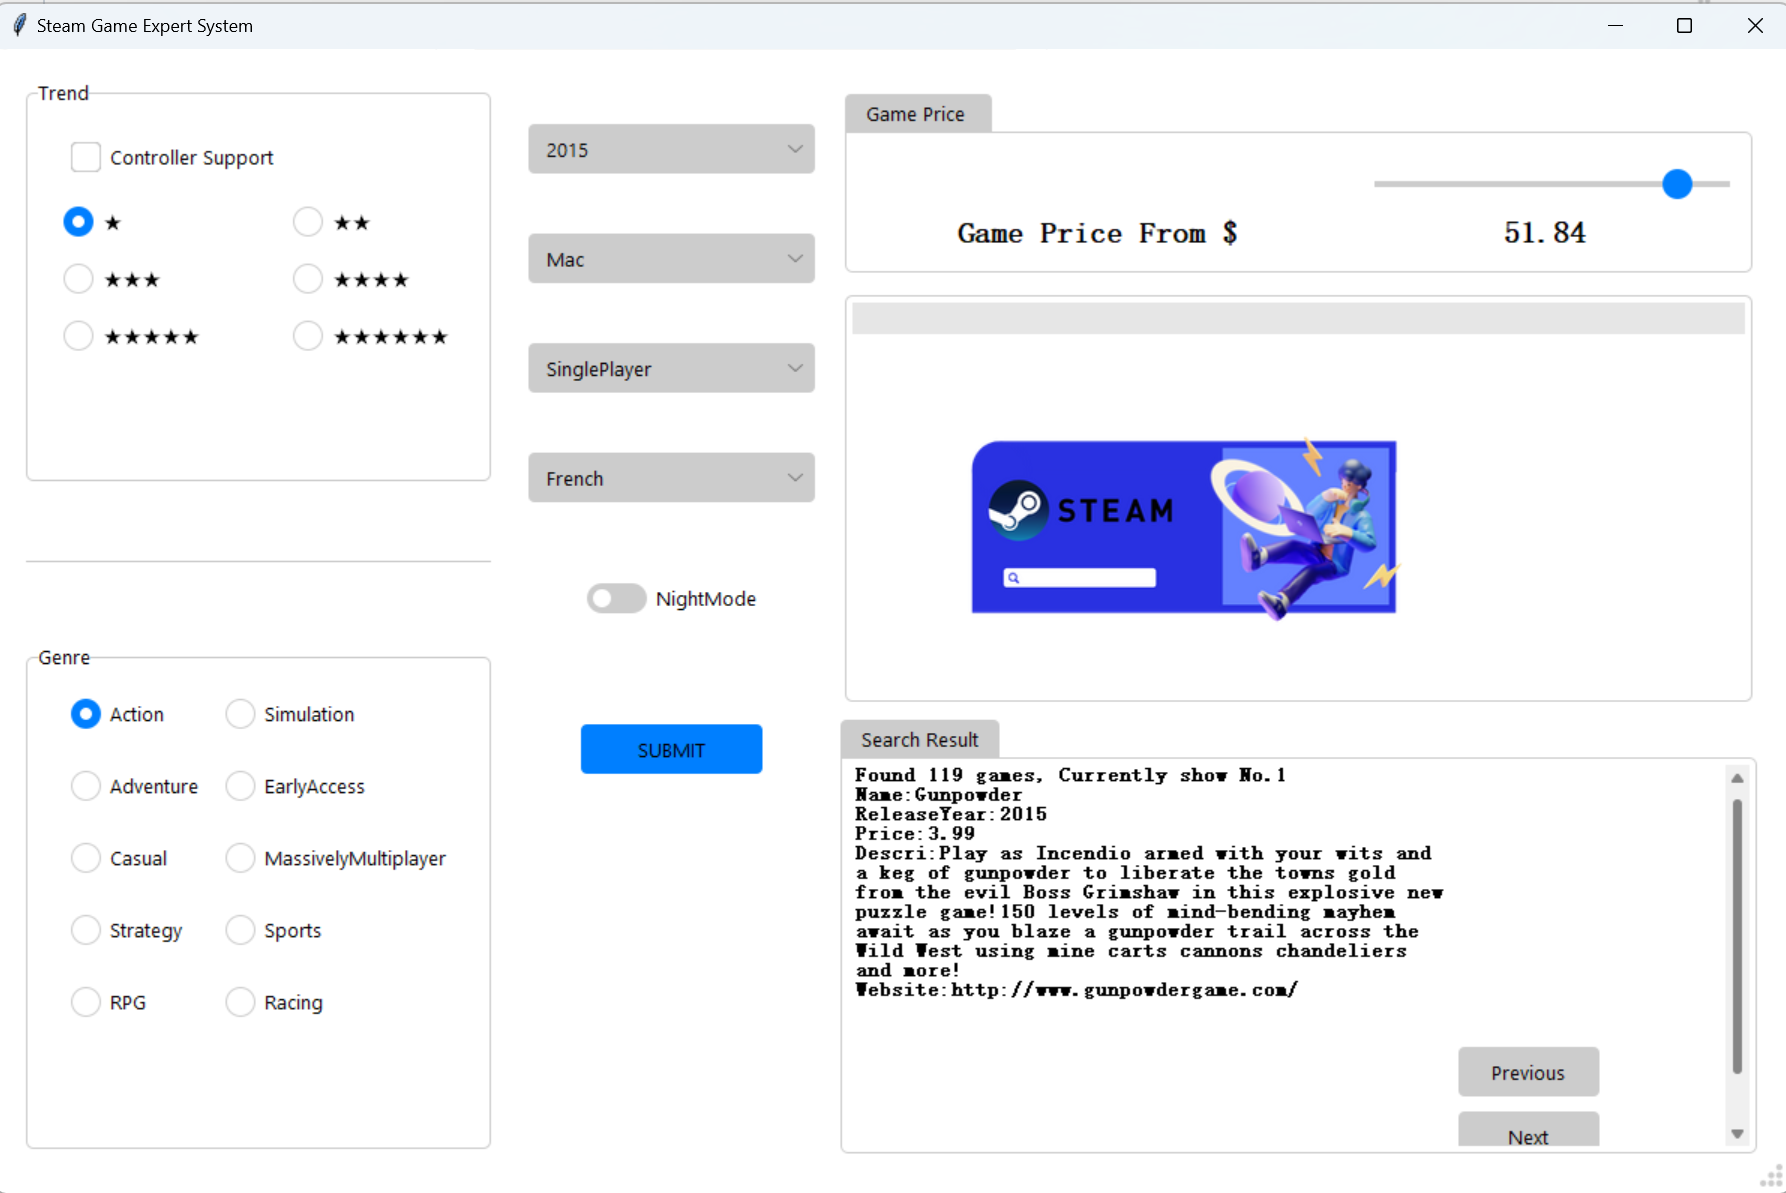 Steam Game Expert System
Trend
Controller Support
★
★★
★★★
★★★★
★★★★★
★★★★★★
2015
Mac
SinglePlayer
French
NightMode
SUBMIT
Genre
Action
Simulation
Adventure
EarlyAccess
Casual
MassivelyMultiplayer
Strategy
Sports
RPG
Racing
Game Price
Game Price From $ 51.84
STEAM
Search Result
Found 119 games, Currently show No.1
Name:Gunpowder
ReleaseYear:2015
Price:3.99
Descri:Play as Incendio armed with your wits and
a keg of gunpowder to liberate the towns gold
from the evil Boss Grimshaw in this explosive new
puzzle game!150 levels of mind-bending mayhem
await as you blaze a gunpowder trail across the
Wild West using mine carts cannons chandeliers
and more!
Website:http://www.gunpowdergame.com/
Previous
Next